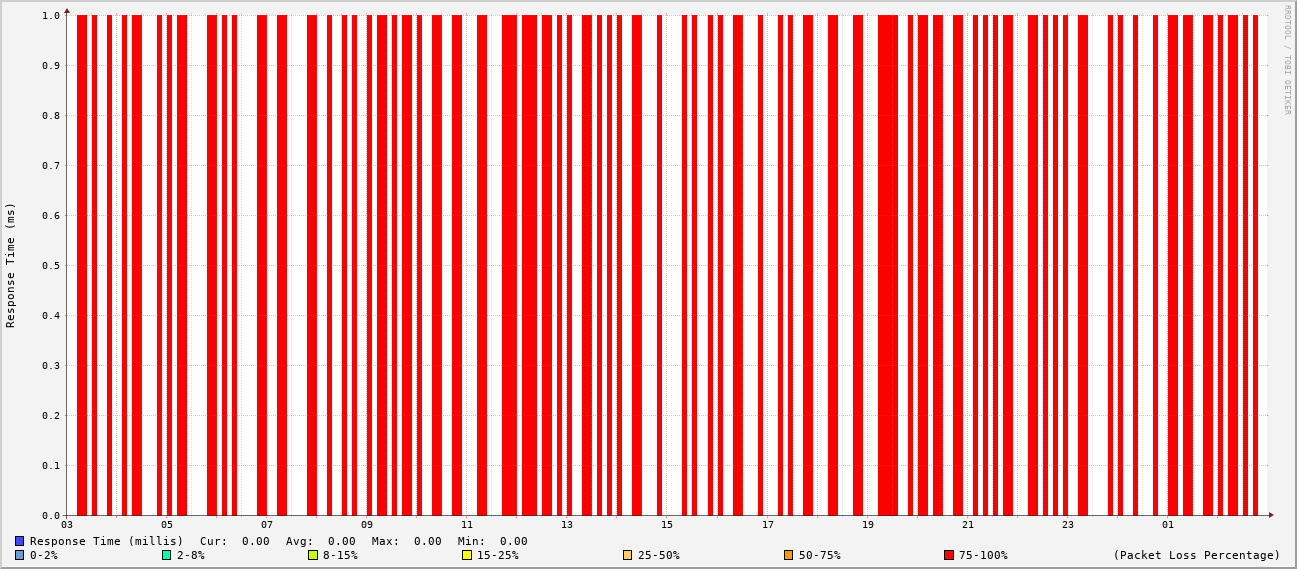 RRDTOOL / TOBI OETIKER
Response Time (ms)
1.0
0.9
0.8
0.7
0.6
0.5
0.4
0.3
0.2
0.1
0.0
03 05 07 09 11 13 15 17 19 21 23 01
Response Time (millis) Cur: 0.00 Avg: 0.00 Max: 0.00 Min: 0.00
0-2% 2-8% 8-15% 15-25% 25-50% 50-75% 75-100% (Packet Loss Percentage)